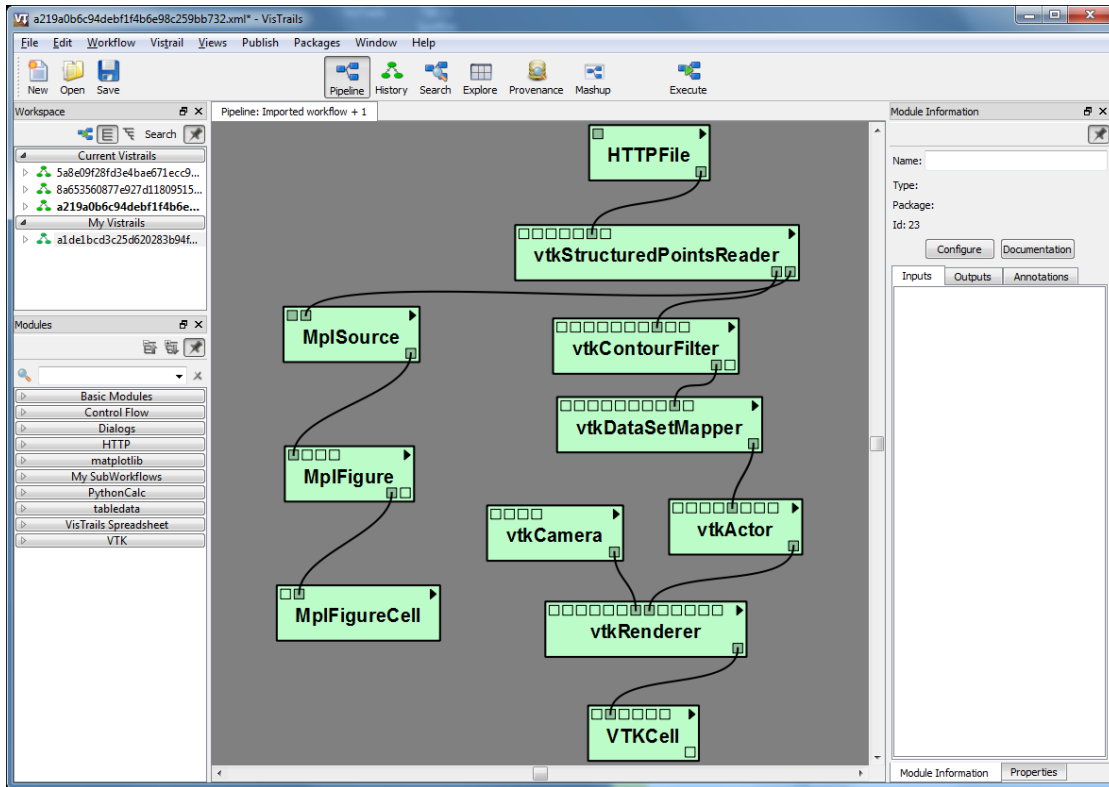 a219a0b6c94debf1f4b6e98c259bb732.xml* - VisTrails
File Edit Workflow Vistrail Views Publish Packages Window Help
New Open Save Pipeline History Search Explore Provenance Mashup Execute
Workspace
Search
Current Vistrails
5a8e09f28fd3e4bae671ecc9...
8a653560877e927d11809515...
a219a0b6c94debf1f4b6e...
My Vistrails
a1de1bcd3c25d620283b94f...
Modules
Basic Modules
Control Flow
Dialogs
HTTP
matplotlib
My SubWorkflows
PythonCalc
tabledata
VisTrails Spreadsheet
VTK
Pipeline: Imported workflow + 1
HTTPFile
vtkStructuredPointsReader
MplSource
vtkContourFilter
vtkDataSetMapper
MplFigure
vtkCamera
vtkActor
MplFigureCell
vtkRenderer
VTKCell
Module Information
Name:
Type:
Package:
Id: 23
Configure Documentation
Inputs Outputs Annotations
Module Information Properties